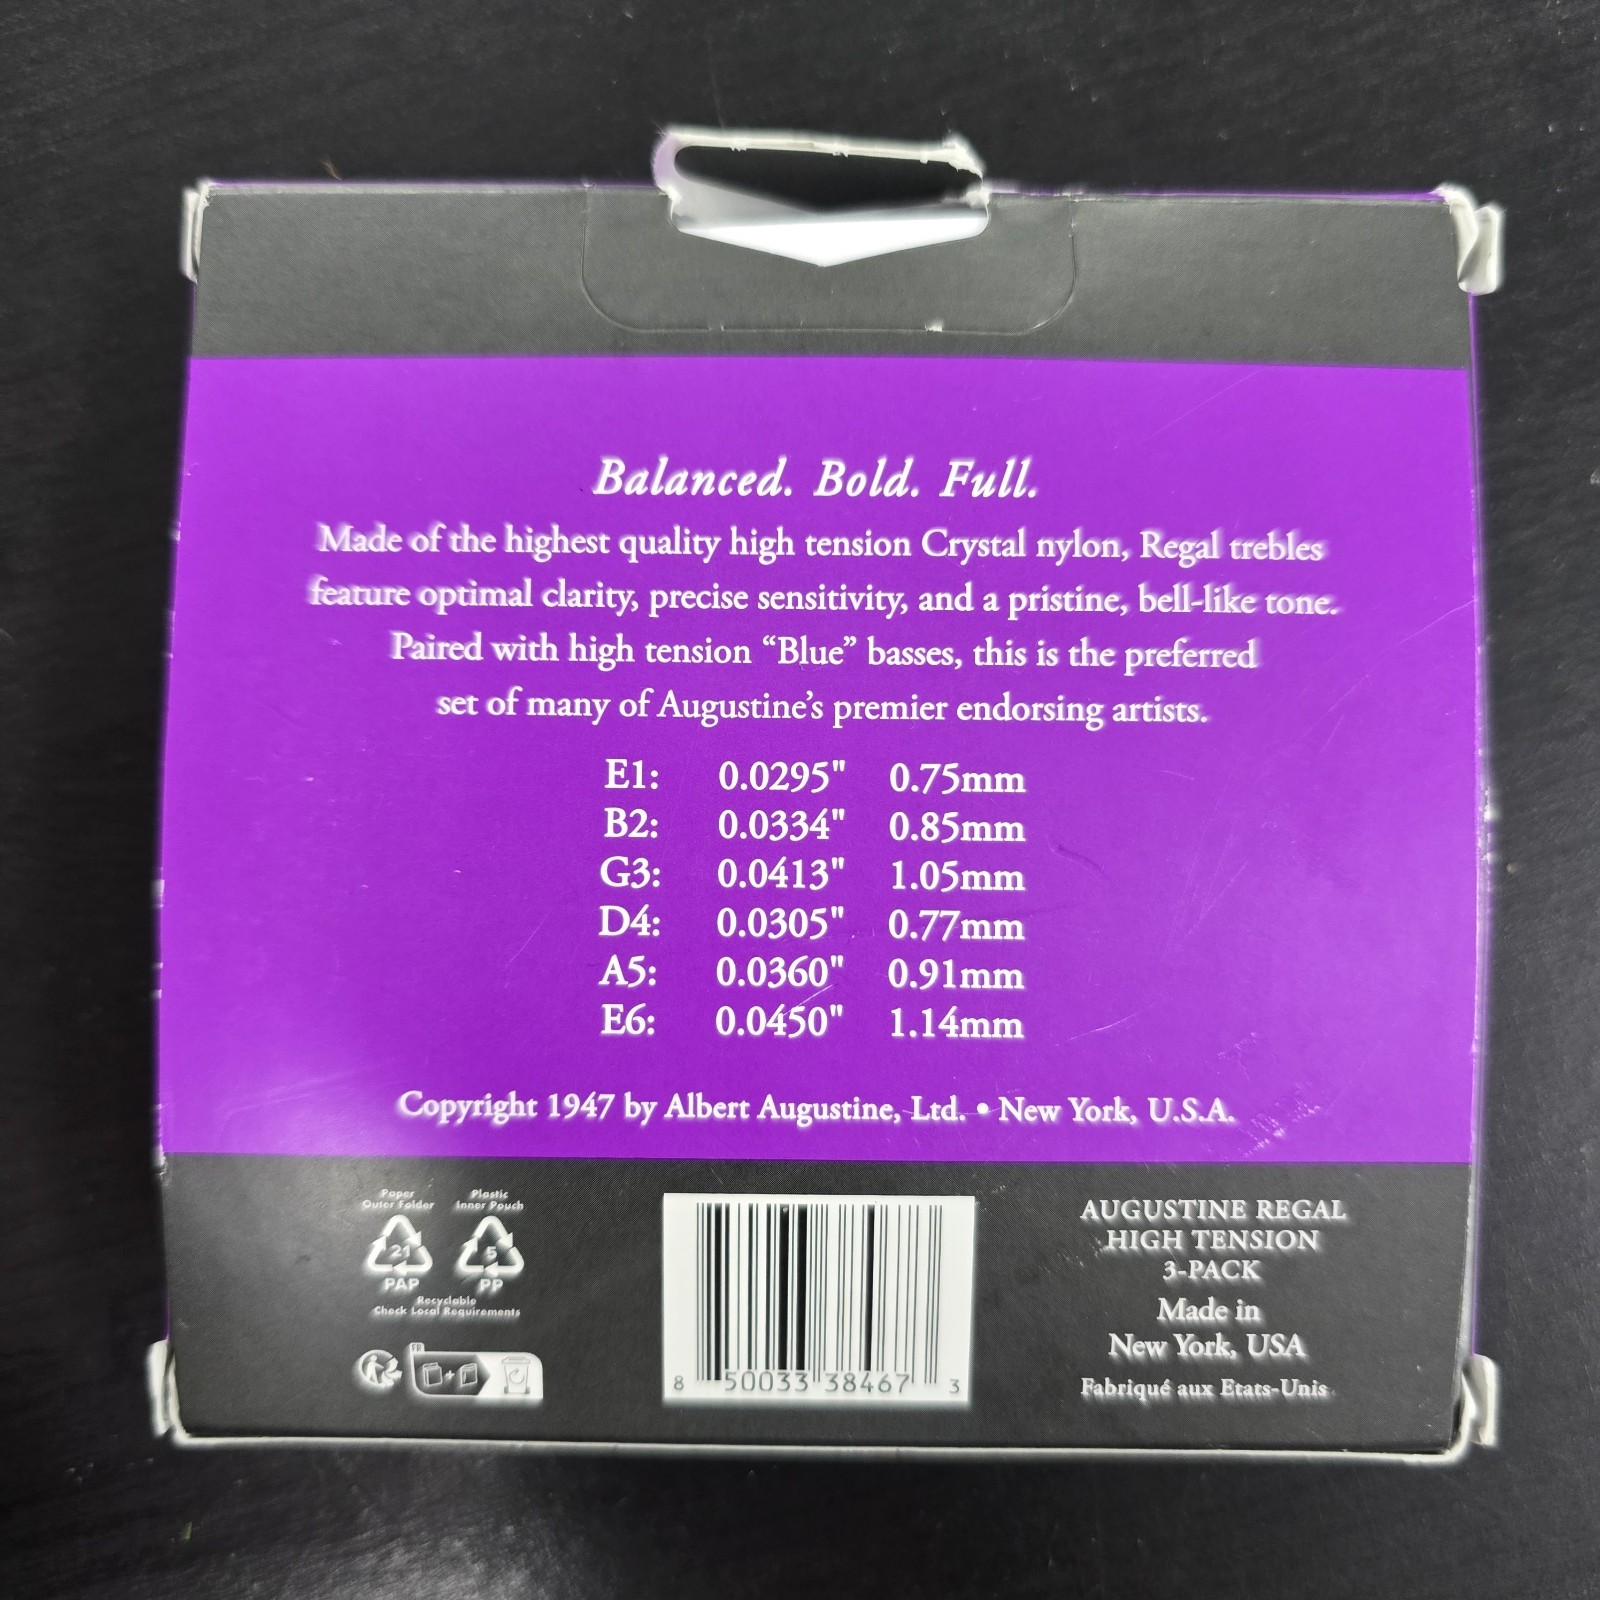 Balanced. Bold. Full.
Made of the highest quality high tension Crystal nylon, Regal trebles
feature optimal clarity, precise sensitivity, and a pristine, bell-like tone.
Paired with high tension “Blue” basses, this is the preferred
set of many of Augustine’s premier endorsing artists.
E1: 0.0295" 0.75mm
B2: 0.0334" 0.85mm
G3: 0.0413" 1.05mm
D4: 0.0305" 0.77mm
A5: 0.0360" 0.91mm
E6: 0.0450" 1.14mm
Copyright 1947 by Albert Augustine, Ltd. • New York, U.S.A.
Paper Plastic
Outer Folder Inner Pouch
21 5
PAP PP
Recyclable
Check Local Requirements
FR
+
8 50033 38467 3
AUGUSTINE REGAL
HIGH TENSION
3-PACK
Made in
New York, USA
Fabriqué aux Etats-Unis